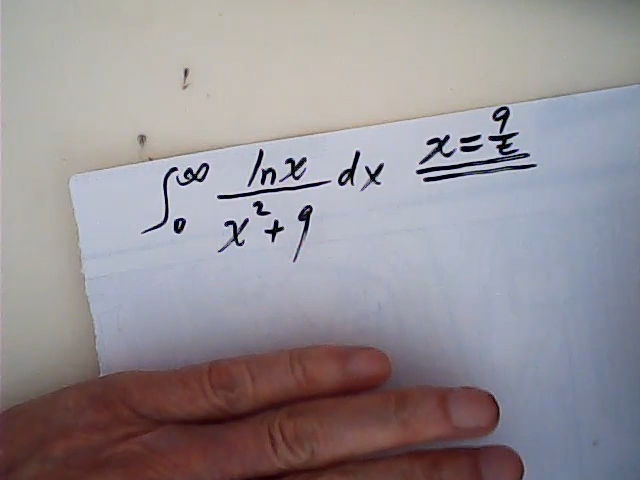 ∫₀^∞ ln x / (x² + 9) dx x = 9/t